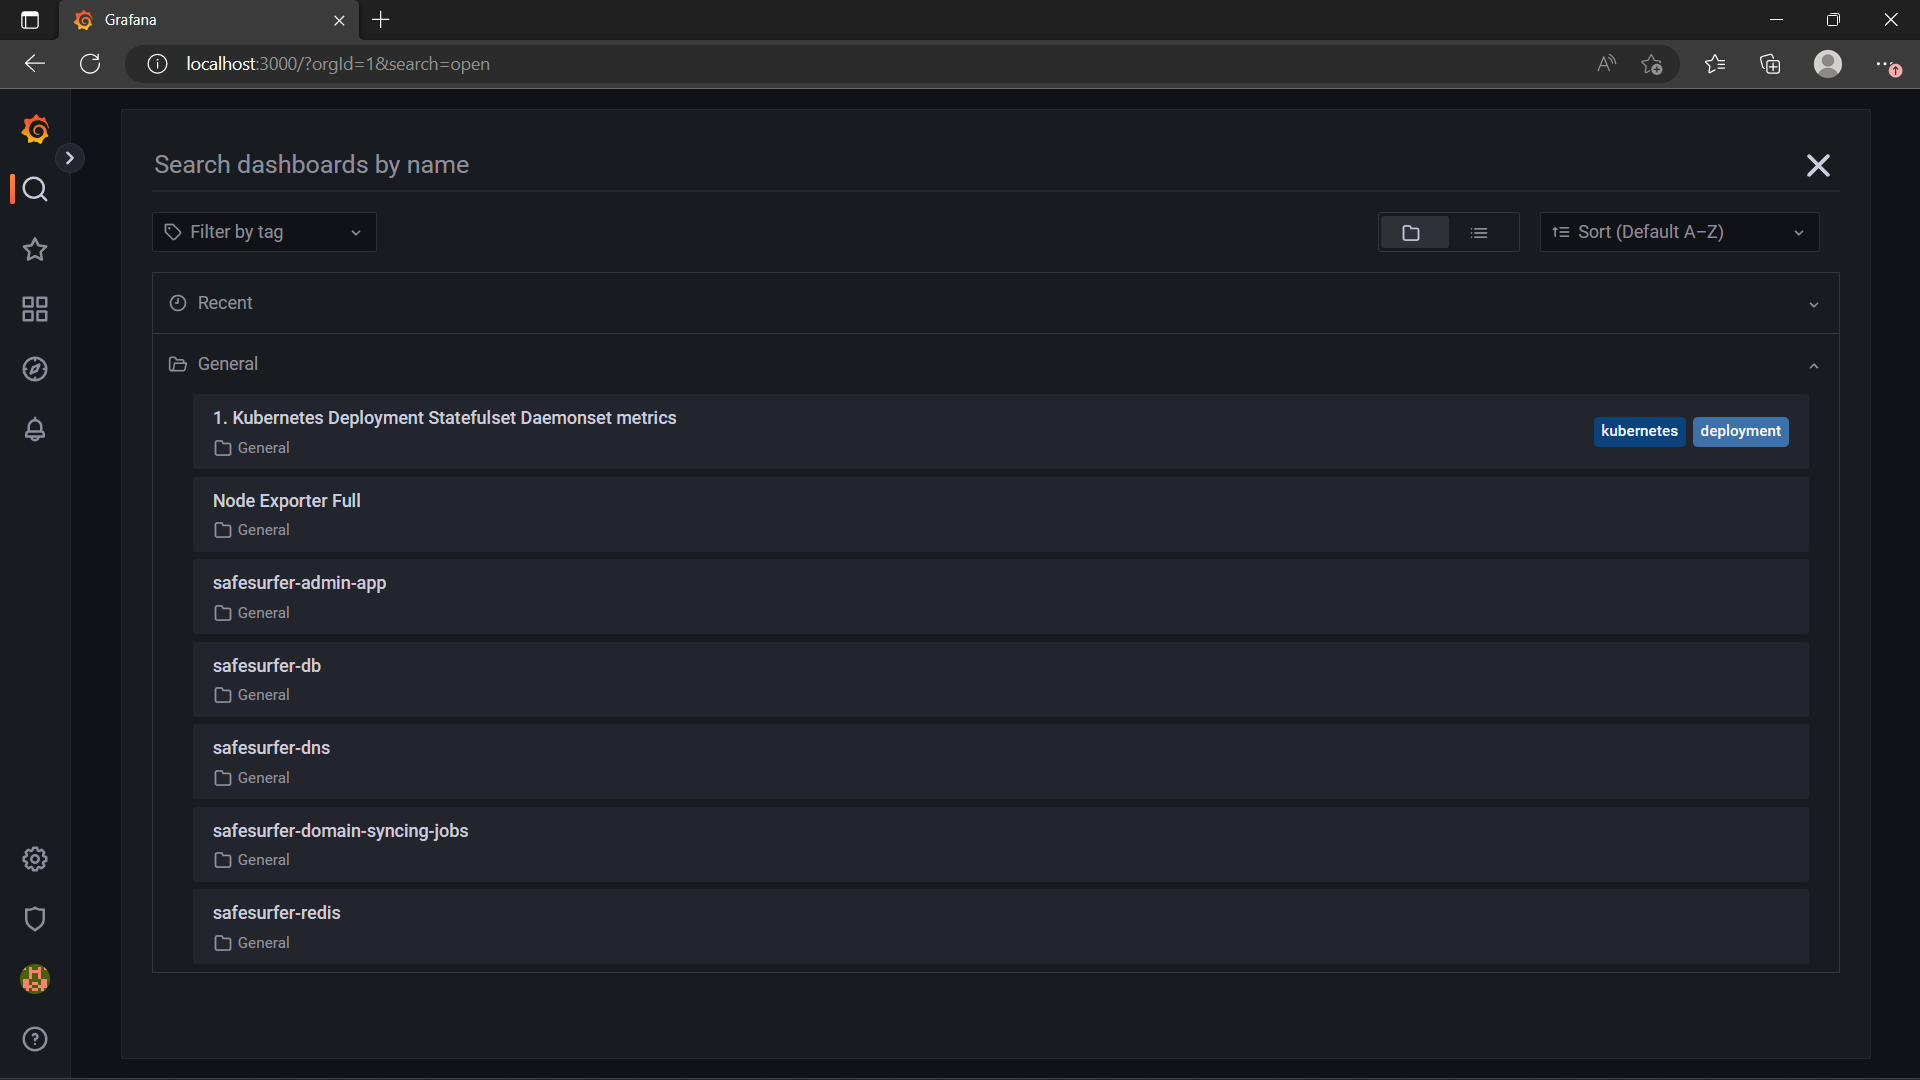 Grafana
localhost:3000/?orgId=1&search=open
Search dashboards by name
Filter by tag
Sort (Default A–Z)
Recent
General
1. Kubernetes Deployment Statefulset Daemonset metrics
General
kubernetes deployment
Node Exporter Full
General
safesurfer-admin-app
General
safesurfer-db
General
safesurfer-dns
General
safesurfer-domain-syncing-jobs
General
safesurfer-redis
General